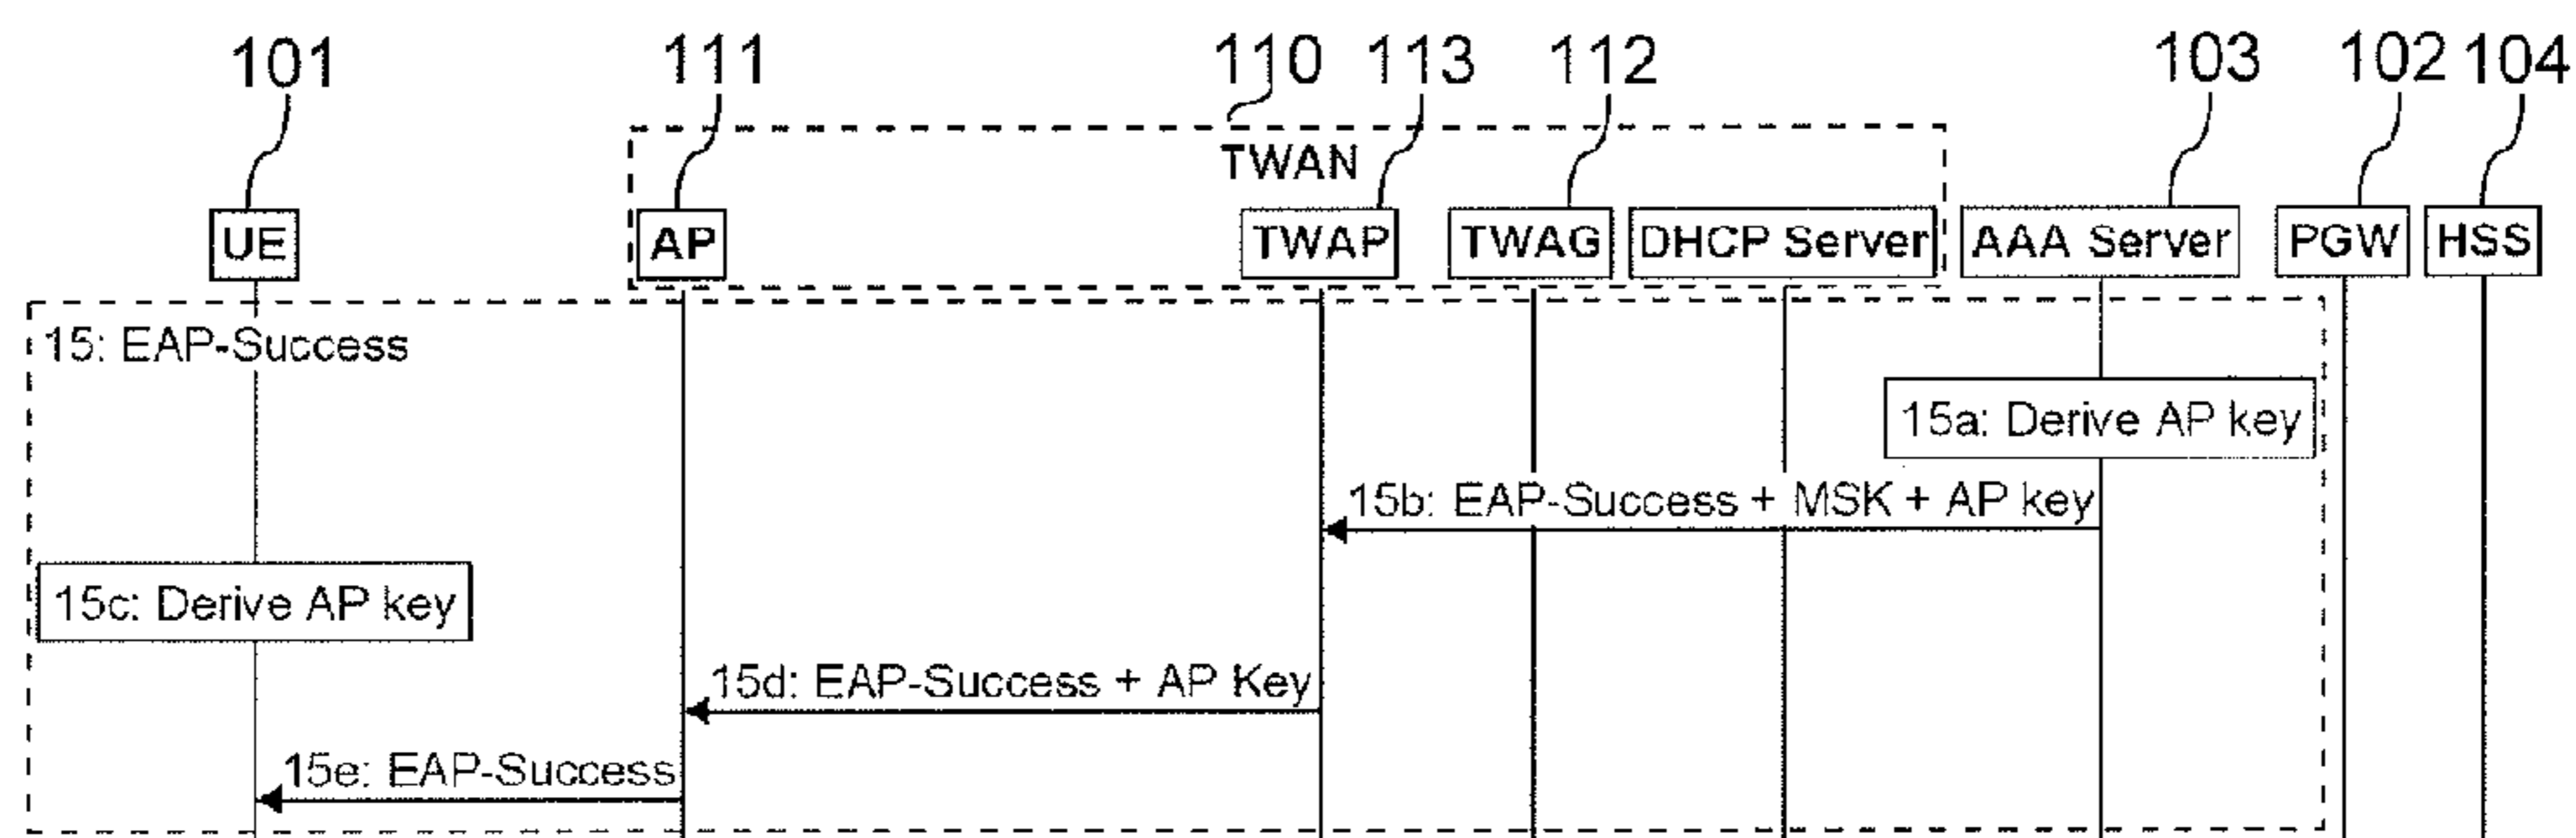 101 111 110 113 112 103 102 104
TWAN
UE AP TWAP TWAG DHCP Server AAA Server PGW HSS
15: EAP-Success
15a: Derive AP key
15b: EAP-Success + MSK + AP key
15c: Derive AP key
15d: EAP-Success + AP Key
15e: EAP-Success